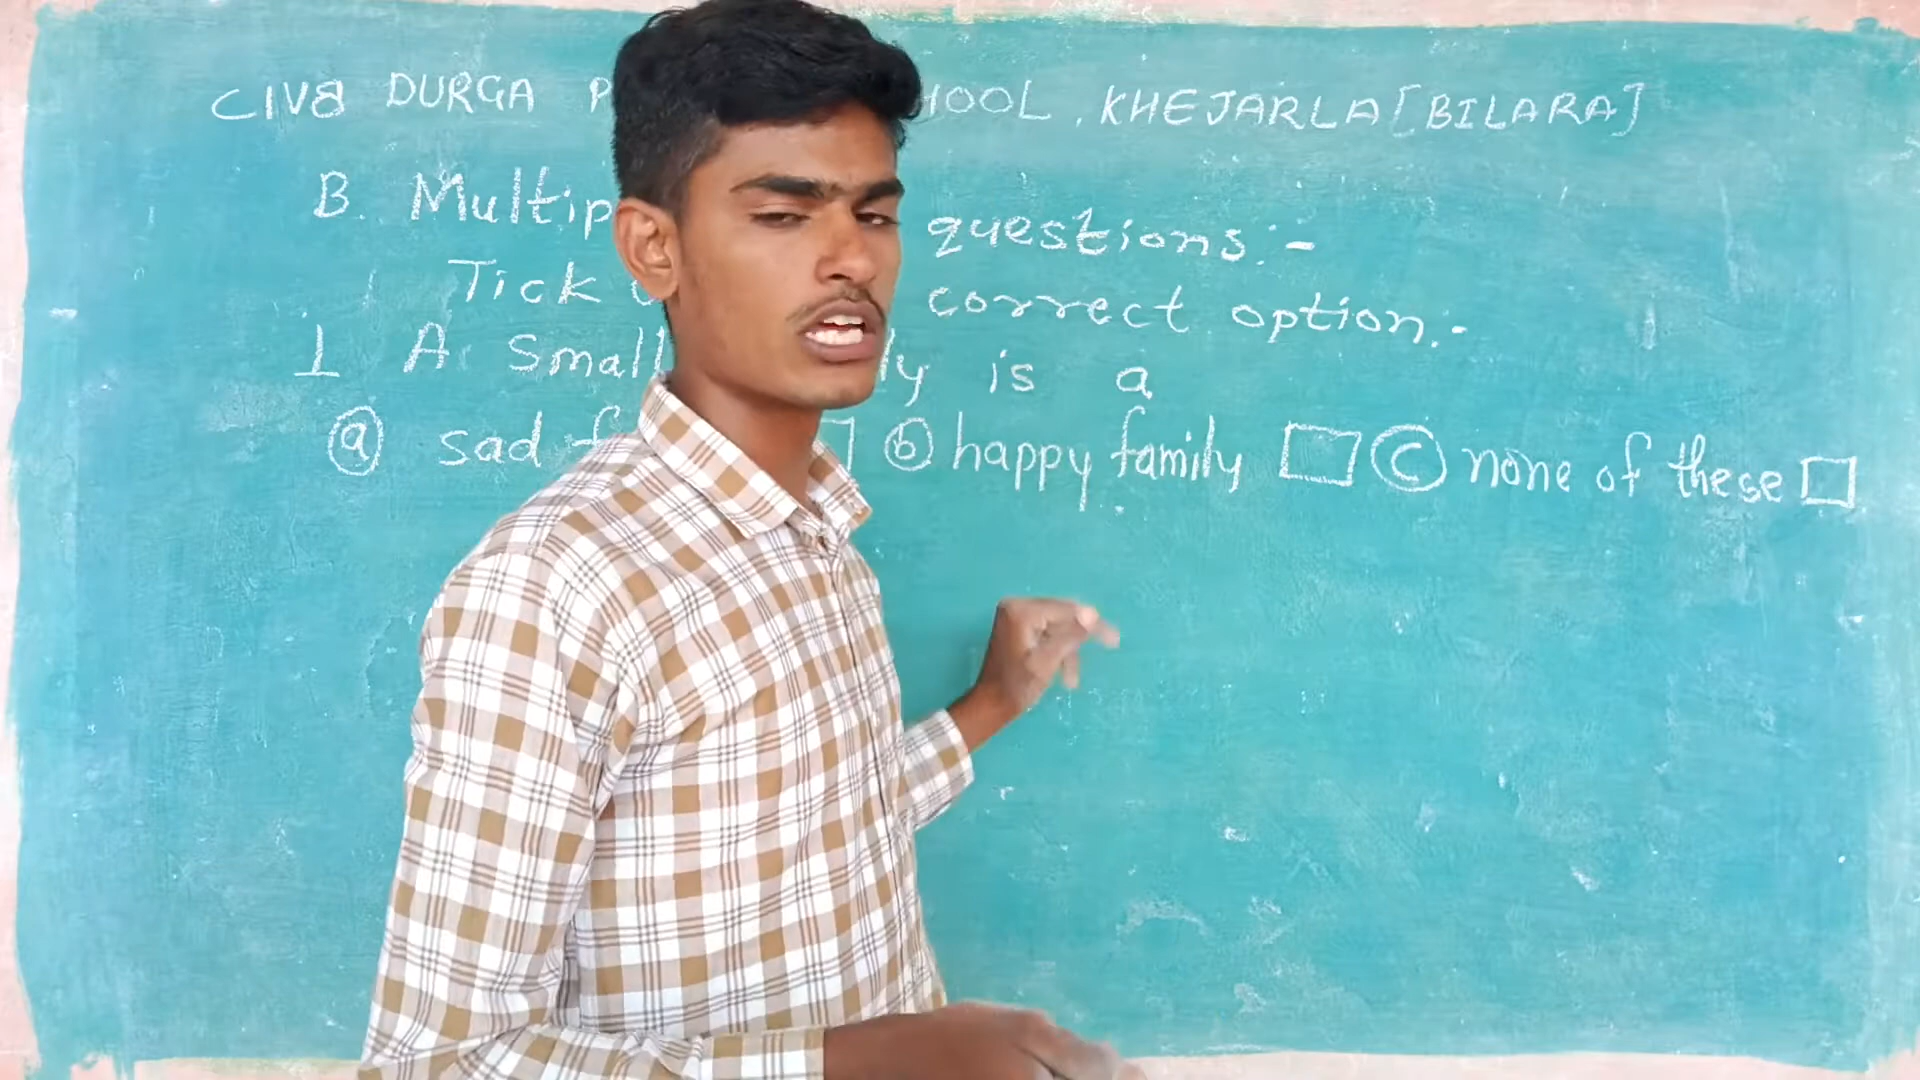 CIVB DURGA P HOOL, KHEJARLA [BILARA]
B. Multip questions:-
Tick correct option.-
1 A Small ly is a
ⓐ sad f ⓑ happy family ⓒ none of these